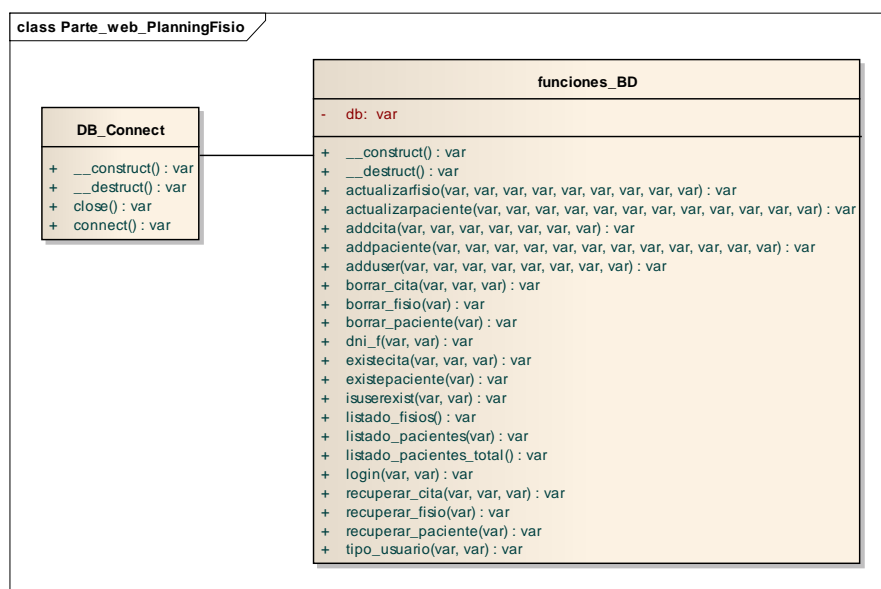 class Parte_web_PlanningFisio
DB_Connect
+ __construct() : var
+ __destruct() : var
+ close() : var
+ connect() : var
funciones_BD
- db: var
+ __construct() : var
+ __destruct() : var
+ actualizarfisio(var, var, var, var, var, var, var, var, var) : var
+ actualizarpaciente(var, var, var, var, var, var, var, var, var, var, var, var, var) : var
+ addcita(var, var, var, var, var, var, var) : var
+ addpaciente(var, var, var, var, var, var, var, var, var, var, var, var) : var
+ adduser(var, var, var, var, var, var, var, var) : var
+ borrar_cita(var, var, var) : var
+ borrar_fisio(var) : var
+ borrar_paciente(var) : var
+ dni_f(var, var) : var
+ existecita(var, var, var) : var
+ existepaciente(var) : var
+ isuserexist(var, var) : var
+ listado_fisios() : var
+ listado_pacientes(var) : var
+ listado_pacientes_total() : var
+ login(var, var) : var
+ recuperar_cita(var, var, var) : var
+ recuperar_fisio(var) : var
+ recuperar_paciente(var) : var
+ tipo_usuario(var, var) : var